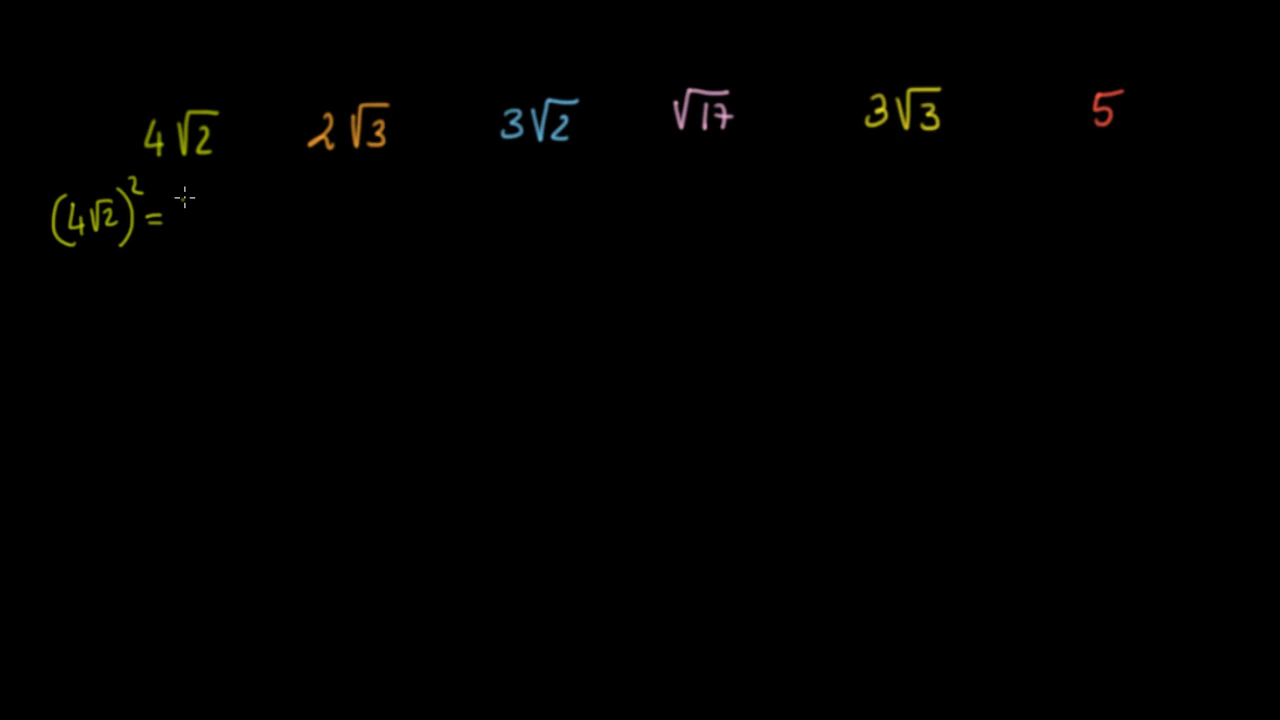 4√2 2√3 3√2 √17 3√3 5
(4√2)² =